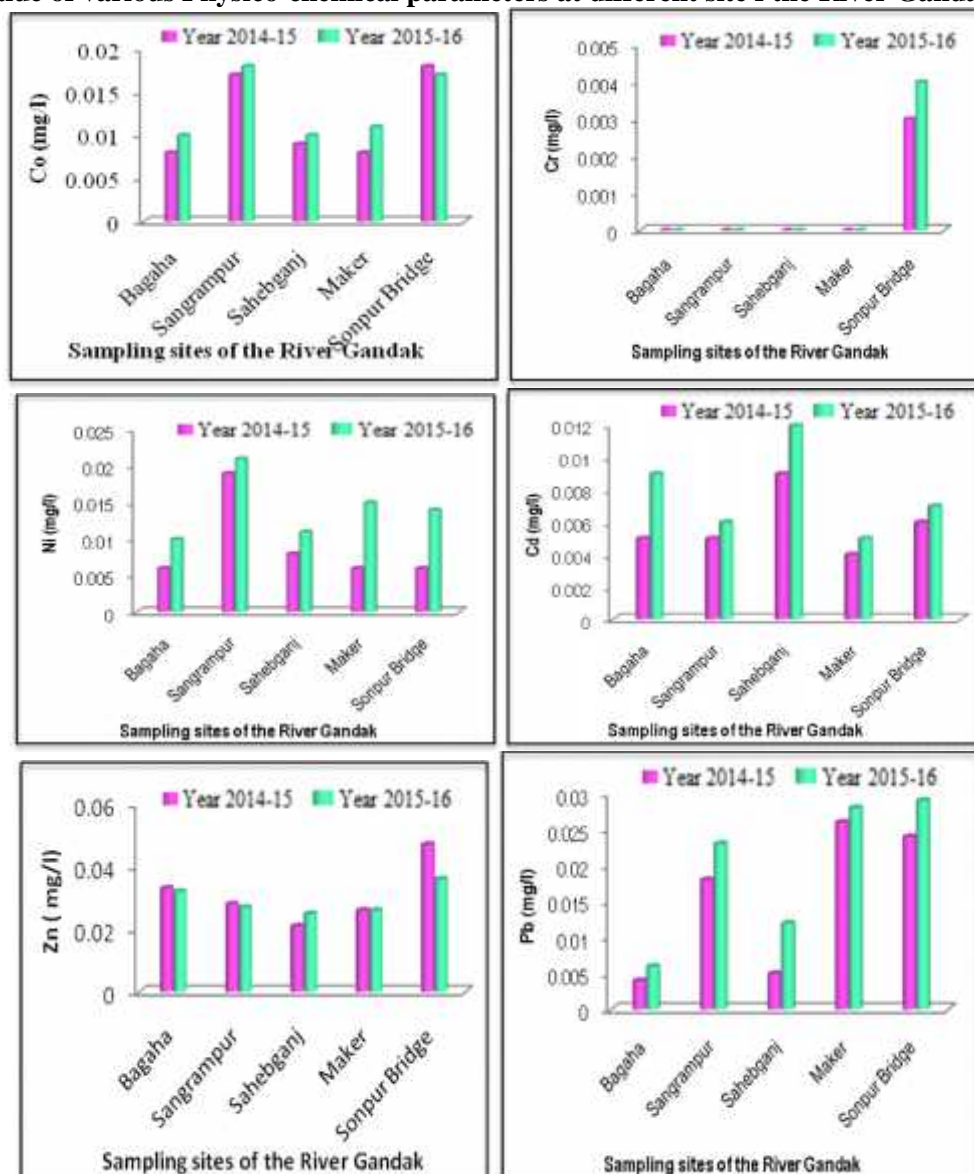 of various Physico-chemical parameters at different site
Year 2014-15 Year 2015-16
Co (mg/l)
0.02
0.015
0.01
0.005
0
Bagaha
Sangrampur
Sahebganj
Maker
Sonpur Bridge
Sampling sites of the River Gandak
Year 2014-15 Year 2015-16
Cr (mg/l)
0.005
0.004
0.003
0.002
0.001
0
Bagaha
Sangrampur
Sahebganj
Maker
Sonpur Bridge
Sampling sites of the River Gandak
Year 2014-15 Year 2015-16
Ni (mg/l)
0.025
0.02
0.015
0.01
0.005
0
Bagaha
Sangrampur
Sahebganj
Maker
Sonpur Bridge
Sampling sites of the River Gandak
Year 2014-15 Year 2015-16
Cd (mg/l)
0.012
0.01
0.008
0.006
0.004
0.002
0
Bagaha
Sangrampur
Sahebganj
Maker
Sonpur Bridge
Sampling sites of the River Gandak
Year 2014-15 Year 2015-16
Zn ( mg/l)
0.06
0.04
0.02
0
Bagaha
Sangrampur
Sahebganj
Maker
Sonpur Bridge
Sampling sites of the River Gandak
Year 2014-15 Year 2015-16
Pb (mg/l)
0.03
0.025
0.02
0.015
0.01
0.005
0
Bagaha
Sangrampur
Sahebganj
Maker
Sonpur Bridge
Sampling sites of the River Gandak